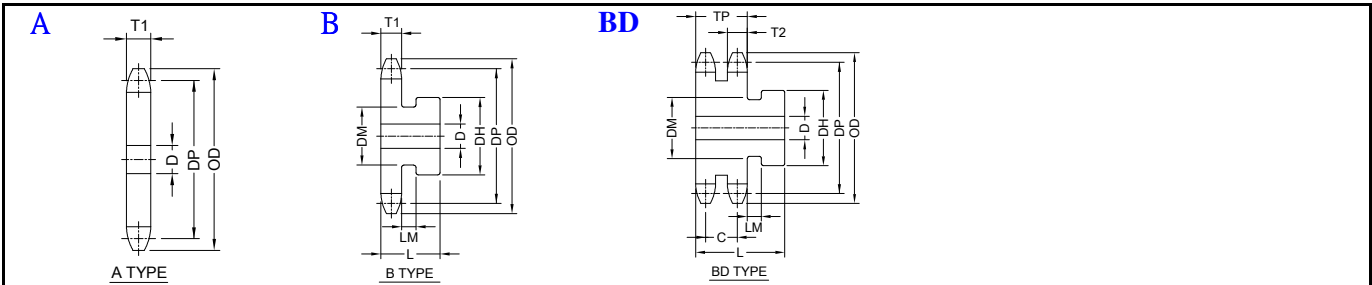 A
T1
D
DP
OD
A TYPE
B
T1
DM
D
DH
DP
OD
LM
L
B TYPE
BD
TP
T2
DM
D
DH
DP
OD
LM
C
L
BD TYPE